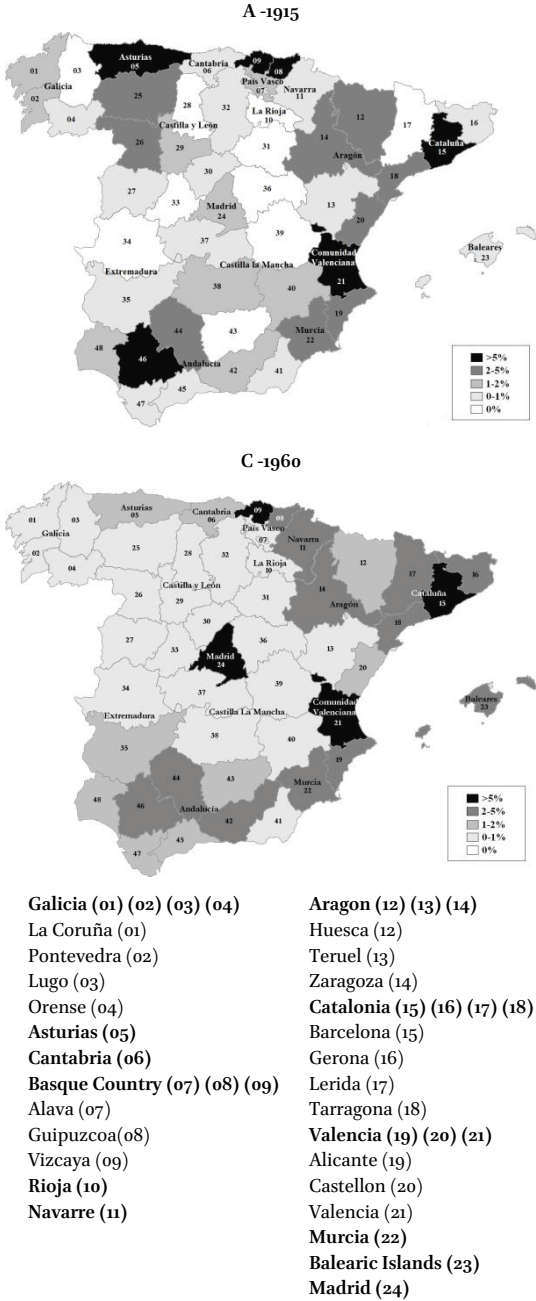 A -1915
Asturias
05
Cantabria
06
09
08
01
03
Galicia
02
04
25
28
32
País Vasco
07
Navarra
11
La Rioja
10
12
17
16
Castilla y León
26
29
31
14
Aragón
Cataluña
15
18
30
27
33
Madrid
24
36
13
20
34
37
39
Comunidad
Valenciana
21
Baleares
23
Extremadura
Castilla la Mancha
38
40
35
44
43
19
Murcia
22
48
46
Andalucía
42
41
45
47
>5%
2-5%
1-2%
0-1%
0%
C -1960
Asturias
05
Cantabria
06
09
08
01
03
Galicia
02
04
25
28
32
País Vasco
07
Navarra
11
La Rioja
10
12
17
16
Castilla y León
26
29
31
14
Aragón
Cataluña
15
18
30
27
33
Madrid
24
36
13
20
34
37
39
Comunidad
Valenciana
21
Baleares
23
Extremadura
Castilla La Mancha
38
40
35
44
43
19
Murcia
22
48
46
Andalucía
42
41
45
47
>5%
2-5%
1-2%
0-1%
0%
Galicia (01) (02) (03) (04)
La Coruña (01)
Pontevedra (02)
Lugo (03)
Orense (04)
Asturias (05)
Cantabria (06)
Basque Country (07) (08) (09)
Alava (07)
Guipuzcoa(08)
Vizcaya (09)
Rioja (10)
Navarre (11)
Aragon (12) (13) (14)
Huesca (12)
Teruel (13)
Zaragoza (14)
Catalonia (15) (16) (17) (18)
Barcelona (15)
Gerona (16)
Lerida (17)
Tarragona (18)
Valencia (19) (20) (21)
Alicante (19)
Castellon (20)
Valencia (21)
Murcia (22)
Balearic Islands (23)
Madrid (24)